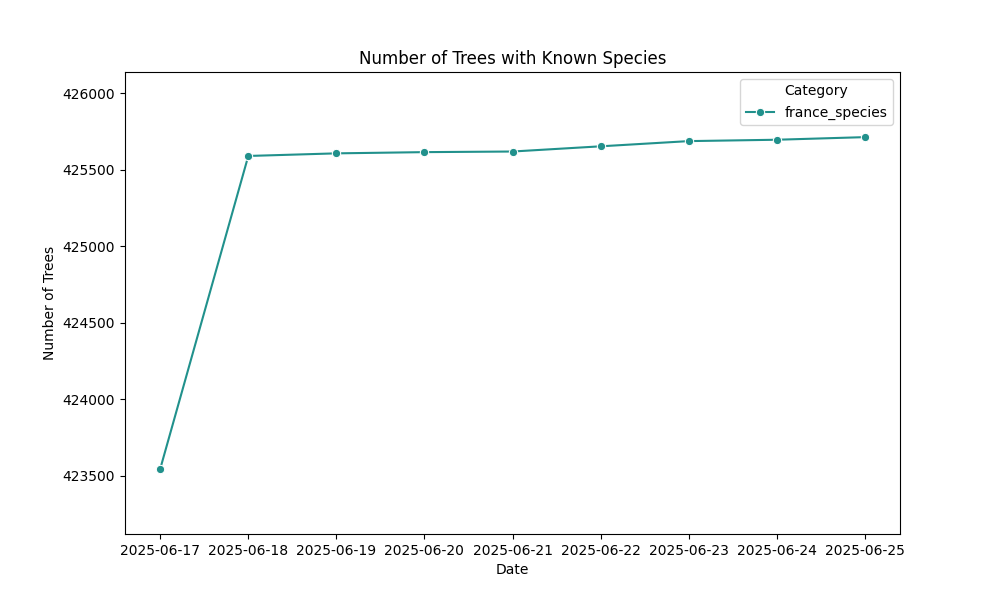 Number of Trees with Known Species
Category
france_species
426000
425500
425000
424500
424000
423500
Number of Trees
2025-06-17 2025-06-18 2025-06-19 2025-06-20 2025-06-21 2025-06-22 2025-06-23 2025-06-24 2025-06-25
Date